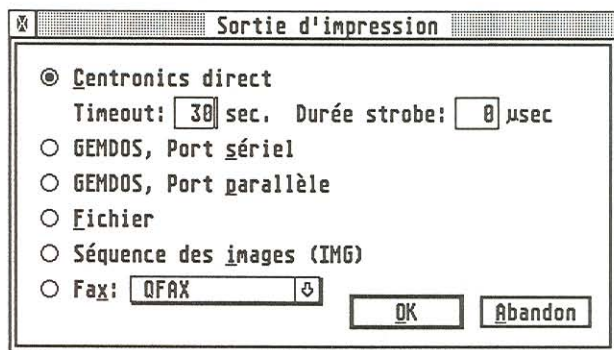 Sortie d'impression
Centronics direct
Timeout: 30 sec. Durée strobe: 0 µsec
GEMDOS, Port sériel
GEMDOS, Port parallèle
Fichier
Séquence des images (IMG)
Fax: QFAX
OK Abandon